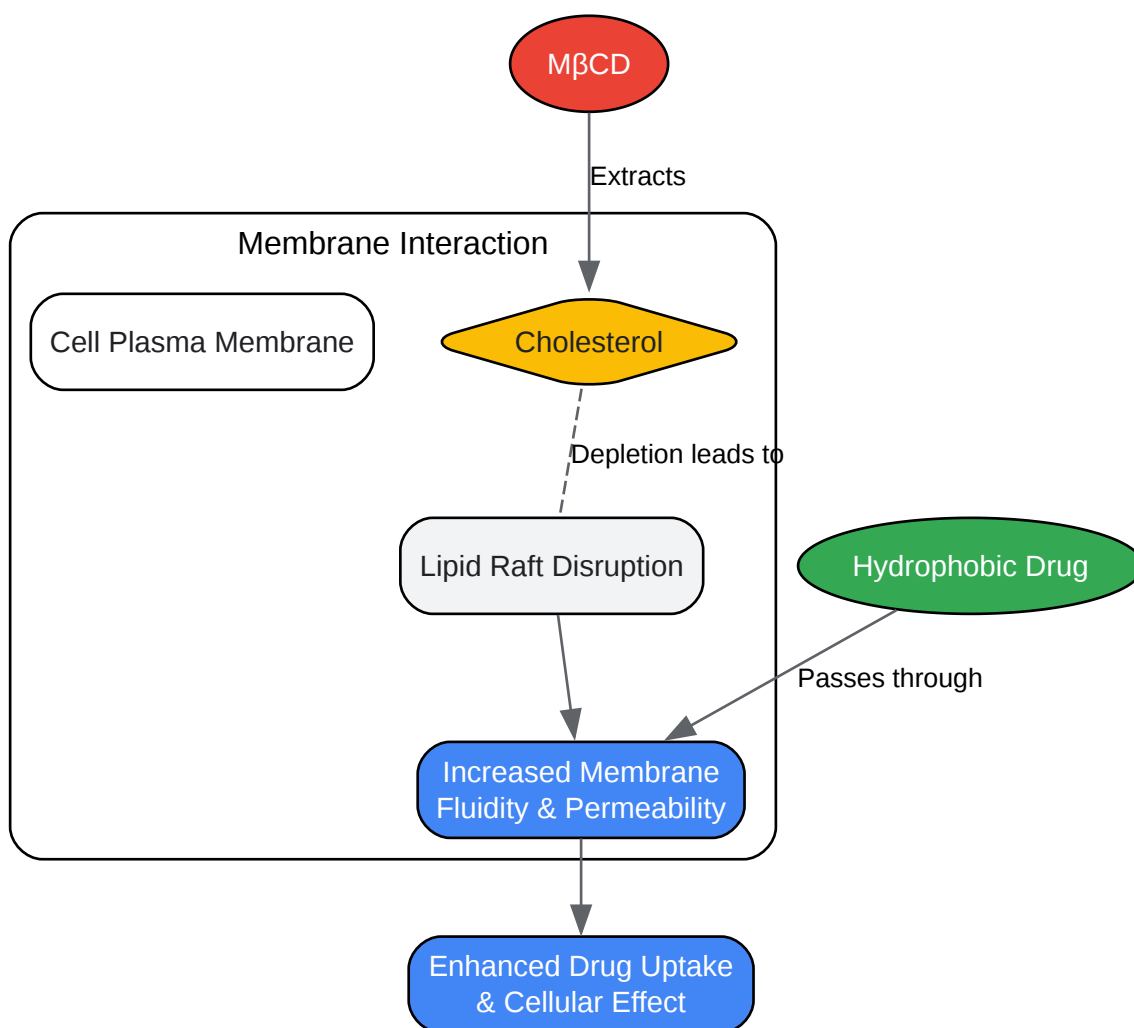 MβCD
Extracts
Membrane Interaction
Cell Plasma Membrane
Cholesterol
Depletion leads to
Lipid Raft Disruption
Hydrophobic Drug
Passes through
Increased Membrane
Fluidity & Permeability
Enhanced Drug Uptake
& Cellular Effect